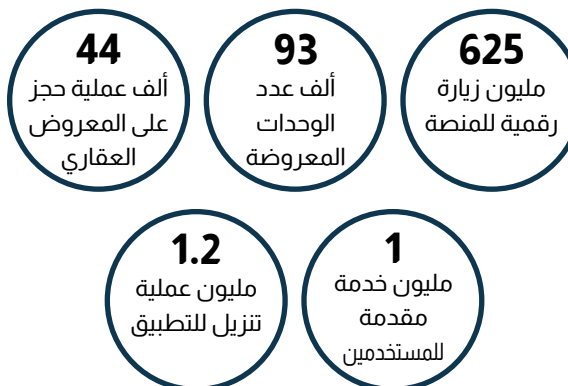 625
مليون زيارة
رقمية للمنصة
93
ألف عدد
الوحدات
المعروضة
44
ألف عملية حجز
على المعروض
العقاري
1
مليون خدمة
مقدمة
للمستخدمين
1.2
مليون عملية
تنزيل للتطبيق